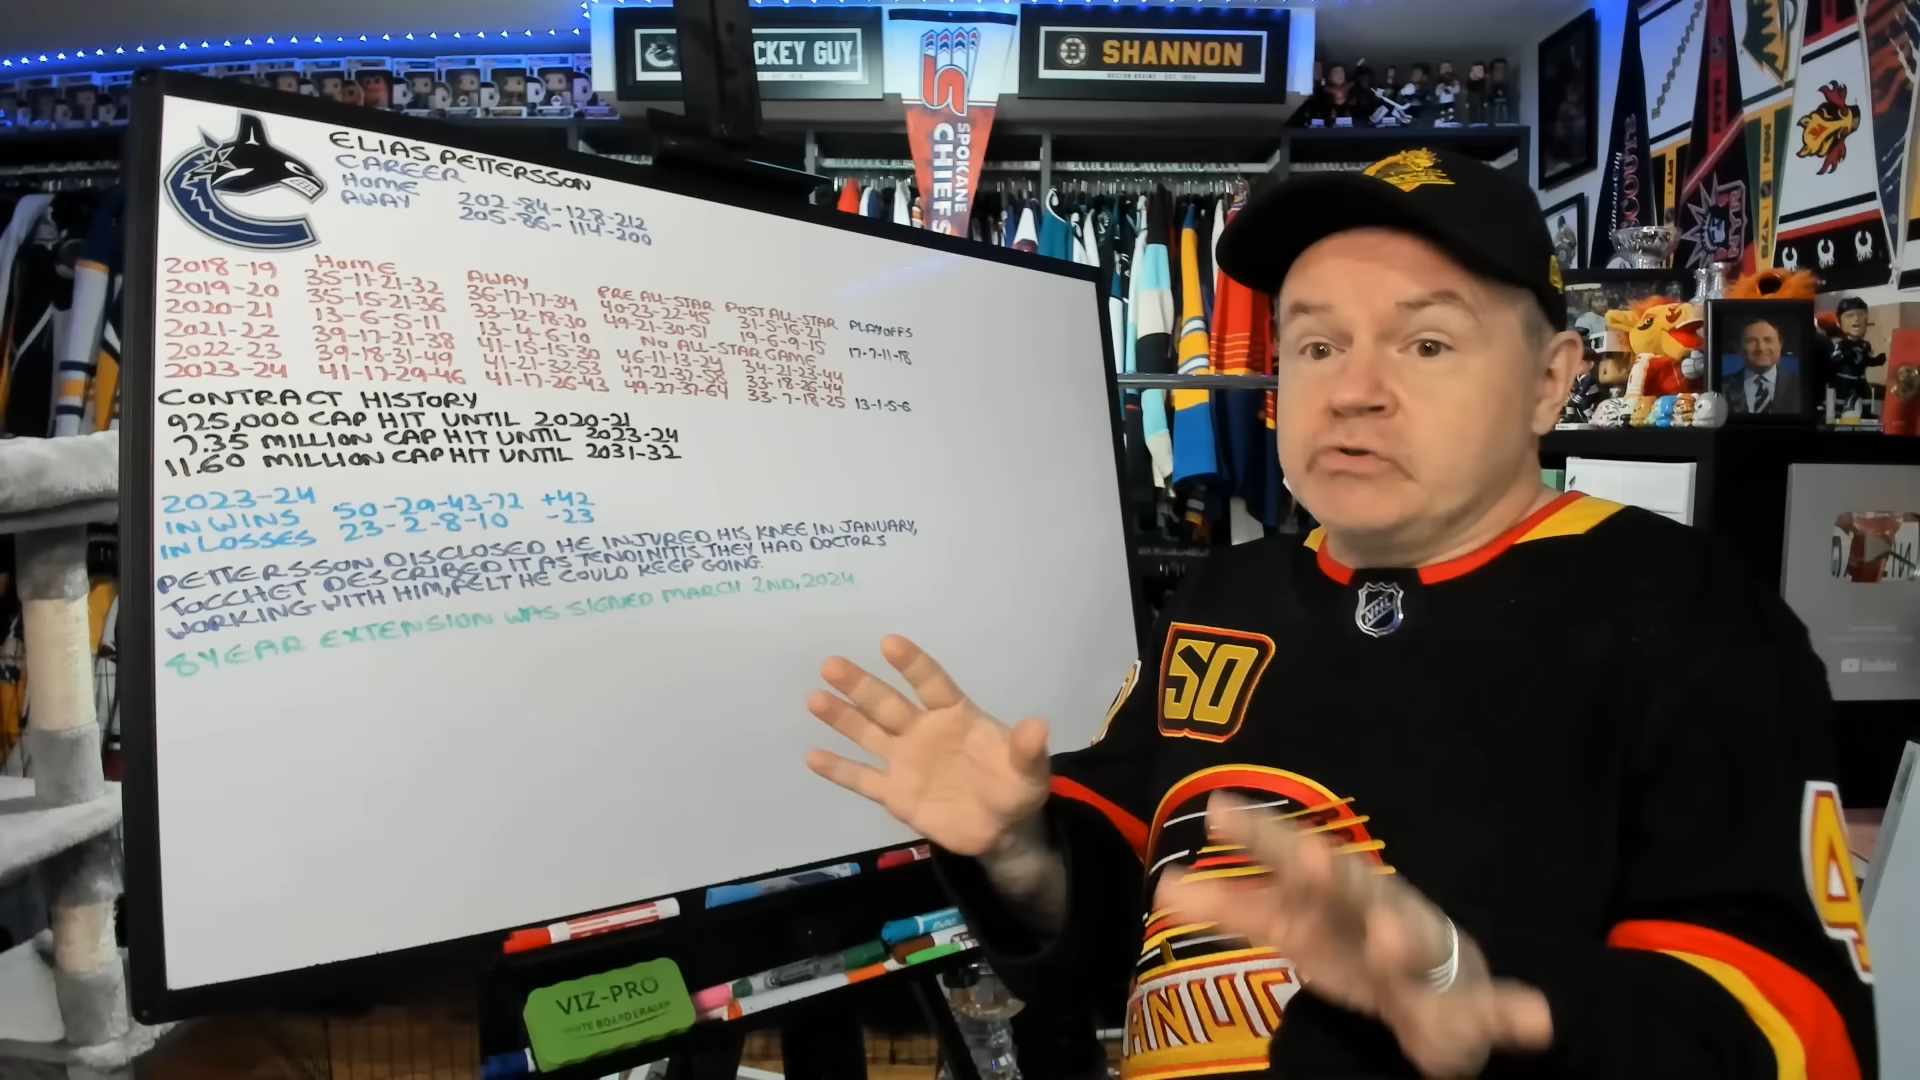 CKEY GUY
SHANNON
SPOKANE CHIEFS
ELIAS PETTERSSON
CAREER
HOME 202-84-128-212
AWAY 205-86-114-200
HOME AWAY PRE ALL-STAR POST ALL-STAR PLAYOFFS
2018-19 35-11-21-32 36-17-17-34 40-23-22-45 31-5-16-21
2019-20 35-15-21-36 33-12-18-30 49-21-30-51 19-6-9-15 17-7-11-18
2020-21 13-6-5-11 13-4-6-10 NO ALL-STAR GAME
2021-22 39-17-21-38 41-15-15-30 46-11-13-24 34-21-23-44
2022-23 39-18-31-49 41-21-32-53 33-18-26-44
2023-24 41-17-29-46 41-17-26-43 49-27-37-64 33-7-18-25 13-1-5-6
CONTRACT HISTORY
925,000 CAP HIT UNTIL 2020-21
7.35 MILLION CAP HIT UNTIL 2023-24
11.60 MILLION CAP HIT UNTIL 2031-32
2023-24
IN WINS 50-29-43-72 +42
IN LOSSES 23-2-8-10 -23
PETTERSSON DISCLOSED HE INJURED HIS KNEE IN JANUARY,
TOCCHET DESCRIBED IT AS TENDINITIS. THEY HAD DOCTORS
WORKING WITH HIM, FELT HE COULD KEEP GOING.
8 YEAR EXTENSION WAS SIGNED MARCH 2ND, 2024
NHL
50
ANUC
4
VIZ-PRO
WHITE BOARD ERASER
YouTube
SCOUTS
NYR